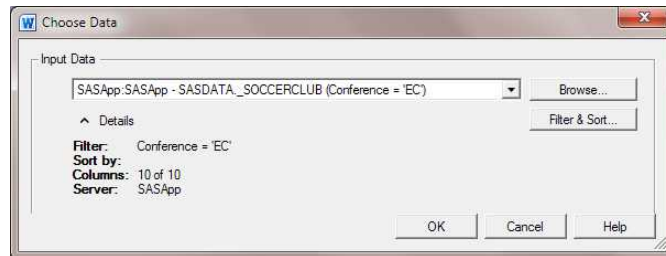 Choose Data
Input Data
SASApp:SASApp - SASDATA._SOCCERCLUB (Conference = 'EC')
Browse...
Details
Filter & Sort...
Filter: Conference = 'EC'
Sort by:
Columns: 10 of 10
Server: SASApp
OK
Cancel
Help